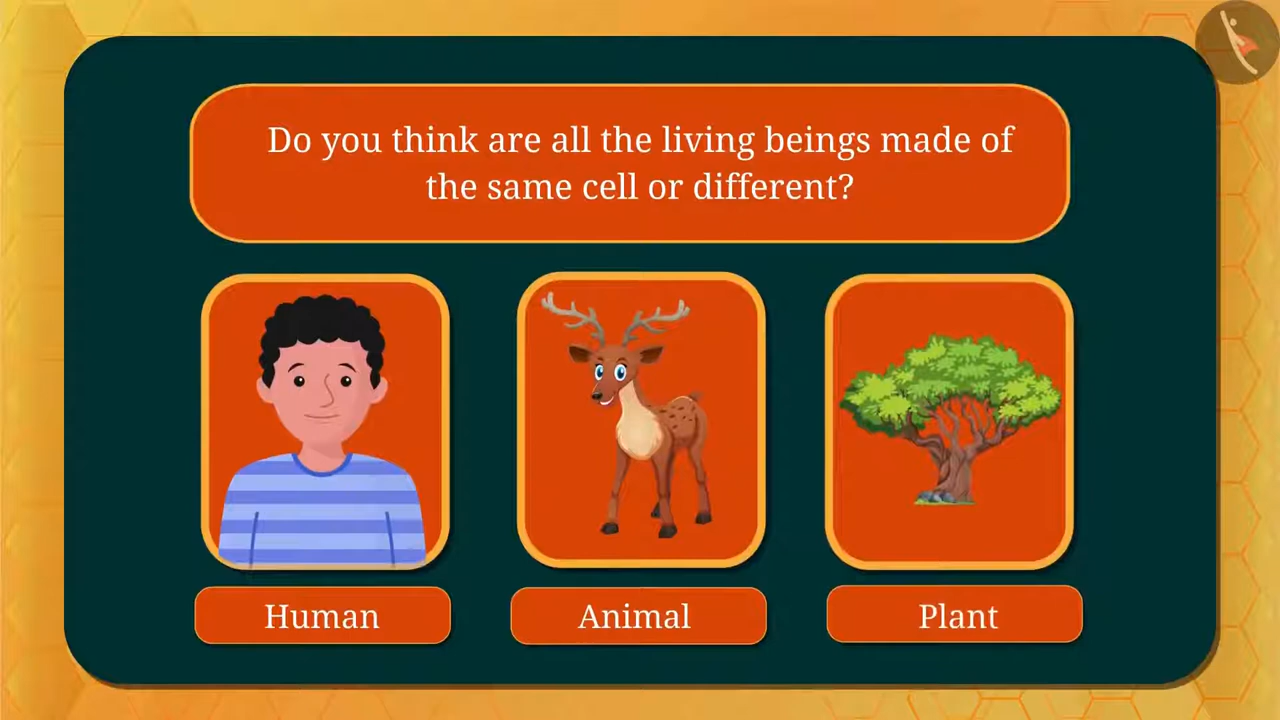 Do you think are all the living beings made of
the same cell or different?
Human
Animal
Plant